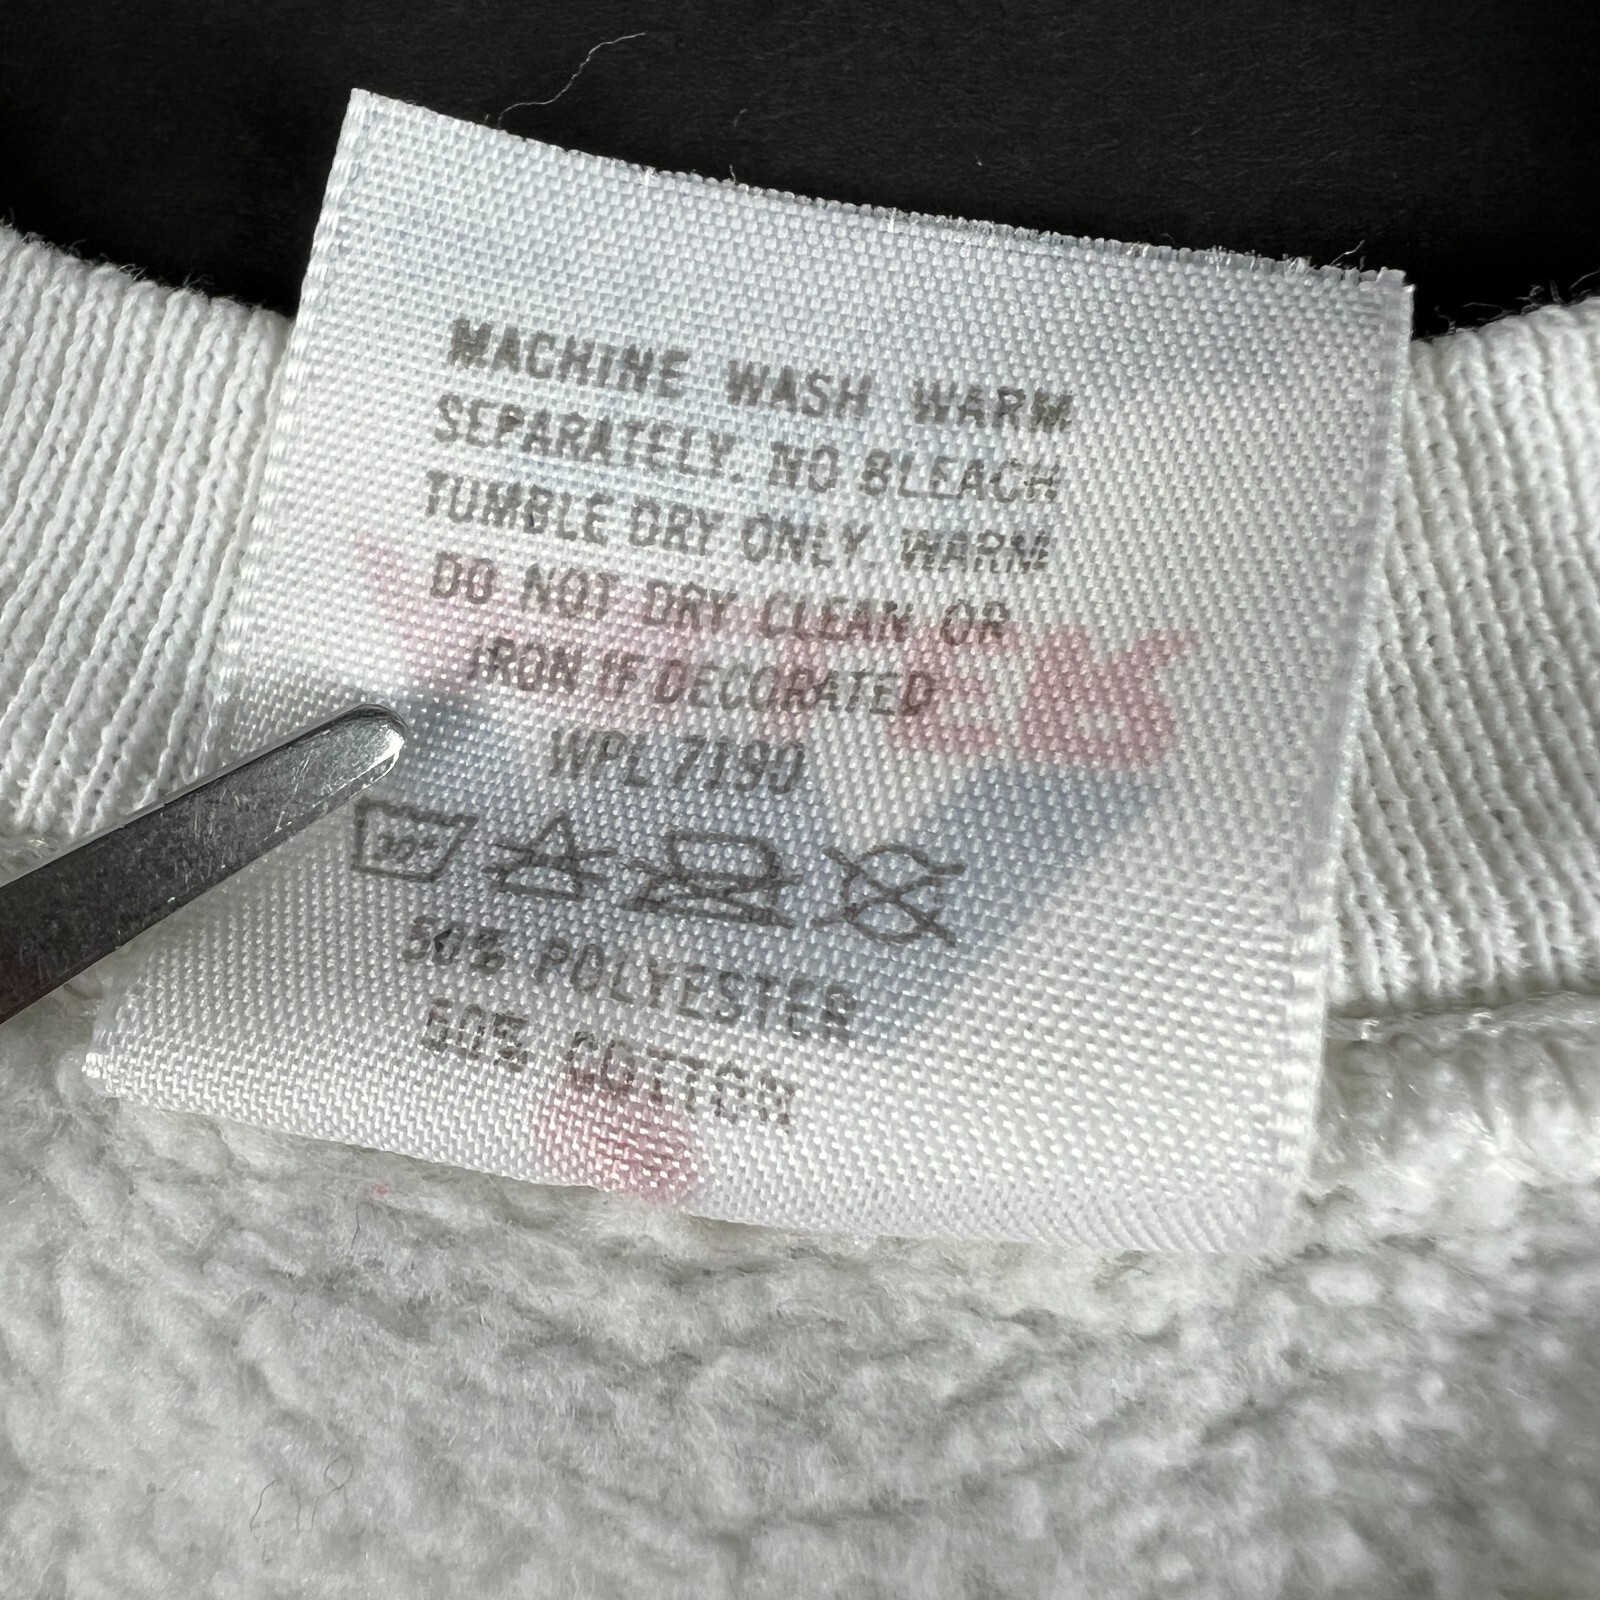 MACHINE WASH WARM
SEPARATELY. NO BLEACH
TUMBLE DRY ONLY. WARM
DO NOT DRY CLEAN OR
IRON IF DECORATED
WPL 7190
50% POLYESTER
50% COTTON